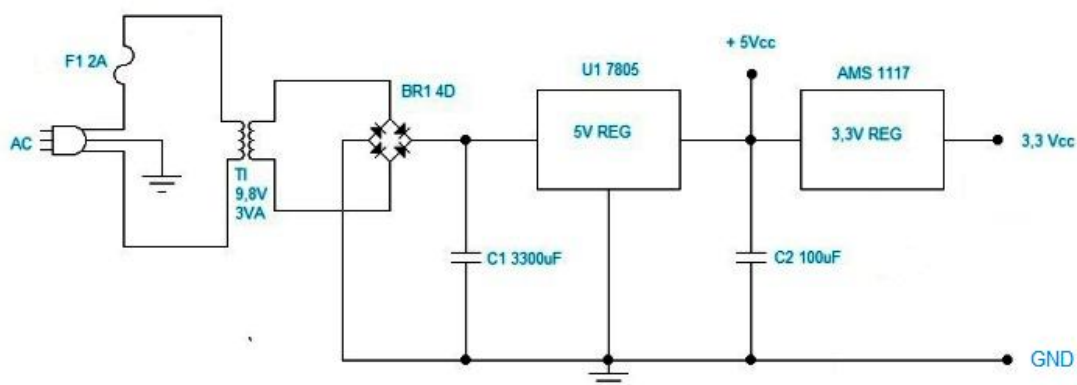 F1 2A
AC
TI
9,8V
3VA
BR1 4D
C1 3300uF
U1 7805
5V REG
+ 5Vcc
C2 100uF
AMS 1117
3,3V REG
3,3 Vcc
GND